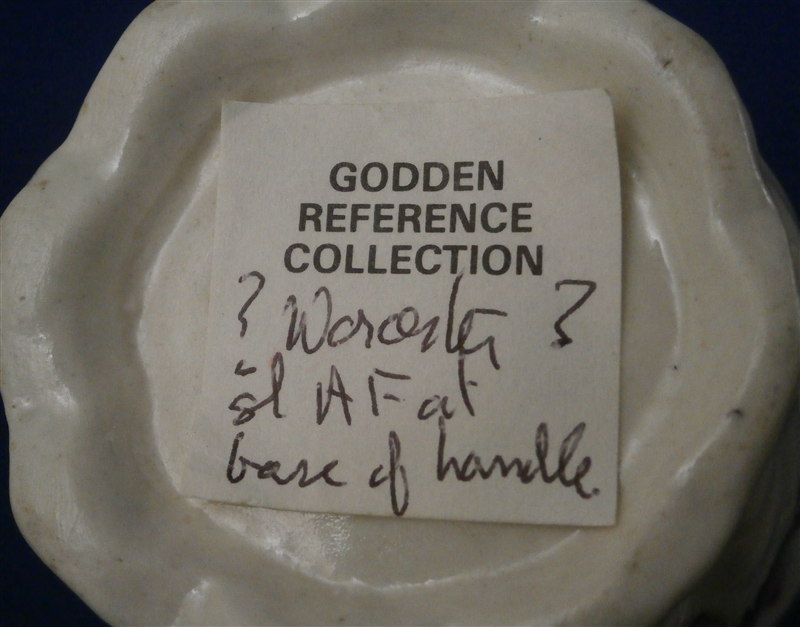 GODDEN
REFERENCE
COLLECTION
? Worcester ?
sl AF at
base of handle.